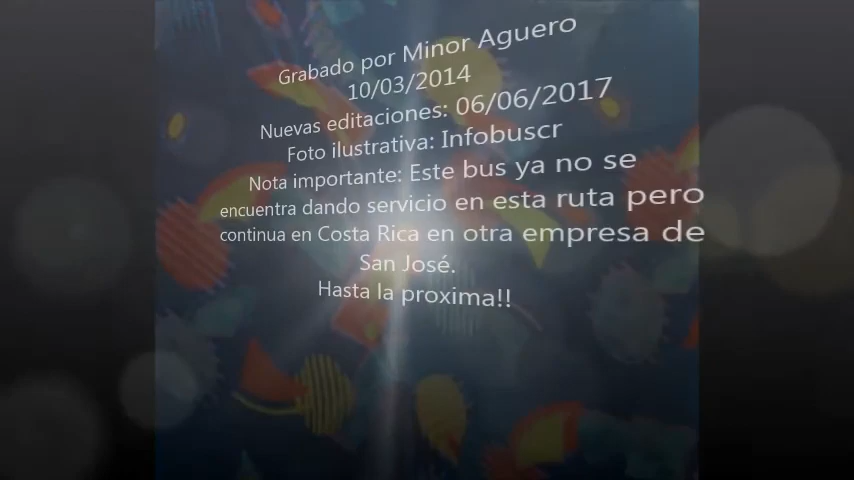 Grabado por Minor Aguero
10/03/2014
Nuevas editaciones: 06/06/2017
Foto ilustrativa: Infobuscr
Nota importante: Este bus ya no se
encuentra dando servicio en esta ruta pero
continua en Costa Rica en otra empresa de
San José.
Hasta la proxima!!